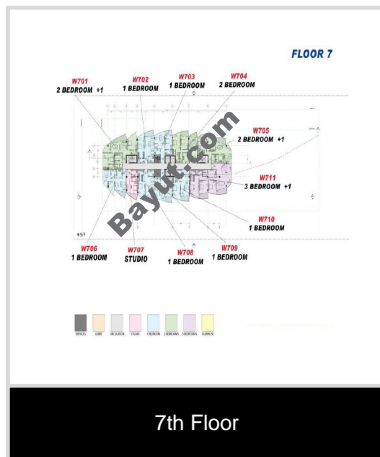 FLOOR 7
W701
2 BEDROOM +1
W702
1 BEDROOM
W703
1 BEDROOM
W704
2 BEDROOM
W705
2 BEDROOM +1
W711
3 BEDROOM +1
W710
1 BEDROOM
W706
1 BEDROOM
W707
STUDIO
W708
1 BEDROOM
W709
1 BEDROOM
Bayut.com
7th Floor